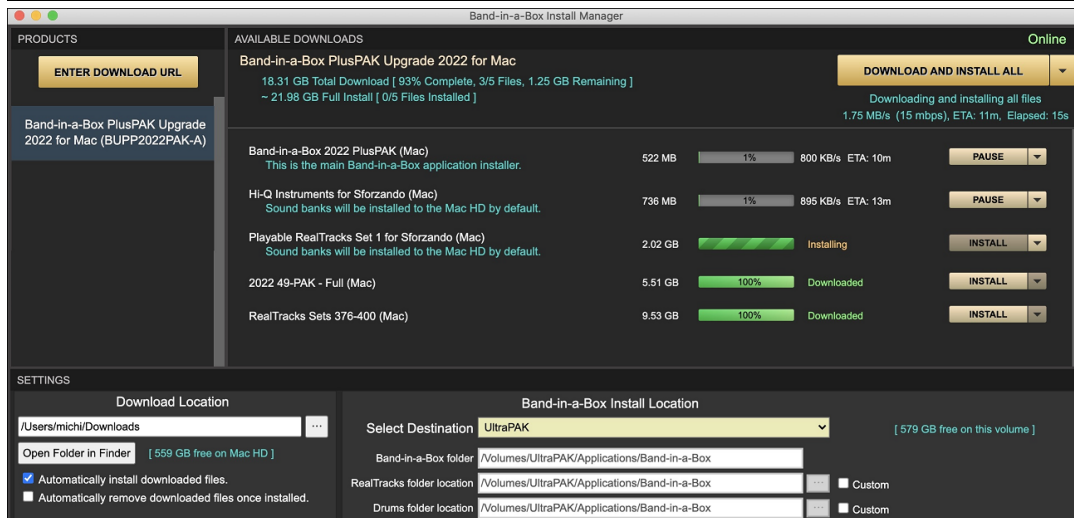 Band-in-a-Box Install Manager
PRODUCTS
ENTER DOWNLOAD URL
Band-in-a-Box PlusPAK Upgrade
2022 for Mac (BUPP2022PAK-A)
AVAILABLE DOWNLOADS
Online
Band-in-a-Box PlusPAK Upgrade 2022 for Mac
18.31 GB Total Download [ 93% Complete, 3/5 Files, 1.25 GB Remaining ]
~ 21.98 GB Full Install [ 0/5 Files Installed ]
DOWNLOAD AND INSTALL ALL
Downloading and installing all files
1.75 MB/s (15 mbps), ETA: 11m, Elapsed: 15s
Band-in-a-Box 2022 PlusPAK (Mac) 522 MB 1% 800 KB/s ETA: 10m PAUSE
This is the main Band-in-a-Box application installer.
Hi-Q Instruments for Sforzando (Mac) 736 MB 1% 895 KB/s ETA: 13m PAUSE
Sound banks will be installed to the Mac HD by default.
Playable RealTracks Set 1 for Sforzando (Mac) 2.02 GB Installing INSTALL
Sound banks will be installed to the Mac HD by default.
2022 49-PAK - Full (Mac) 5.51 GB 100% Downloaded INSTALL
RealTracks Sets 376-400 (Mac) 9.53 GB 100% Downloaded INSTALL
SETTINGS
Download Location
/Users/michi/Downloads ...
Open Folder in Finder [ 559 GB free on Mac HD ]
Automatically install downloaded files.
Automatically remove downloaded files once installed.
Band-in-a-Box Install Location
Select Destination UltraPAK [ 579 GB free on this volume ]
Band-in-a-Box folder /Volumes/UltraPAK/Applications/Band-in-a-Box
RealTracks folder location /Volumes/UltraPAK/Applications/Band-in-a-Box ... Custom
Drums folder location /Volumes/UltraPAK/Applications/Band-in-a-Box ... Custom